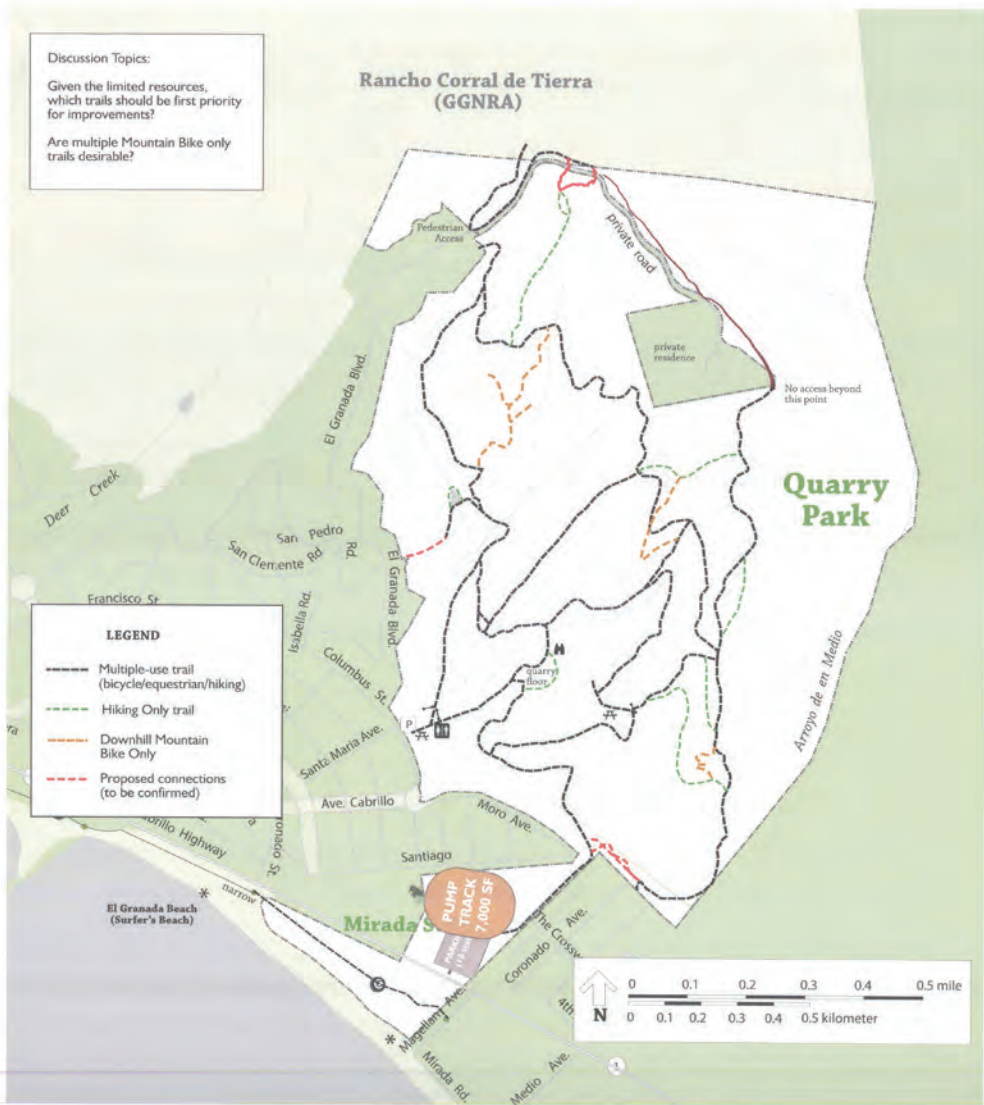 Discussion Topics:
Given the limited resources,
which trails should be first priority
for improvements?
Are multiple Mountain Bike only
trails desirable?
Rancho Corral de Tierra
(GGNRA)
Pedestrian
Access
private road
private
residence
No access beyond
this point
El Granada Blvd.
Deer Creek
Quarry
Park
San Pedro
Rd.
San Clemente Rd
El Granada Blvd.
Francisco St
Isabella Rd.
Columbus St.
LEGEND
Multiple-use trail
(bicycle/equestrian/hiking)
Hiking Only trail
Downhill Mountain
Bike Only
Proposed connections
(to be confirmed)
quarry
floor
P
Arroyo de en Medio
Santa Maria Ave.
Ave. Cabrillo
Moro Ave.
Highway
St.
Santiago
narrow
El Granada Beach
(Surfer's Beach)
Mirada S
PUMP
TRACK
7,000 SF
The Crossw
Coronado Ave.
4th
Magellan Ave.
Mirada Rd.
Medio Ave.
1
N
0 0.1 0.2 0.3 0.4 0.5 mile
0 0.1 0.2 0.3 0.4 0.5 kilometer